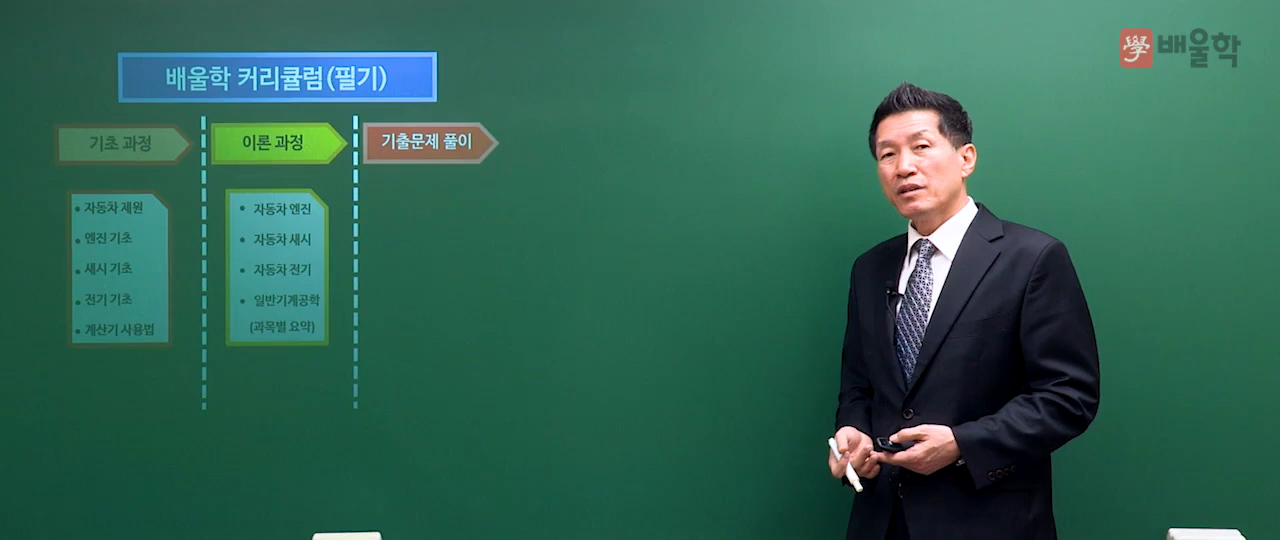 學 배울학
배울학 커리큘럼(필기)
기초 과정
이론 과정
기출문제 풀이
• 자동차 제원
• 엔진 기초
• 섀시 기초
• 전기 기초
• 계산기 사용법
• 자동차 엔진
• 자동차 섀시
• 자동차 전기
• 일반기계공학
(과목별 요약)